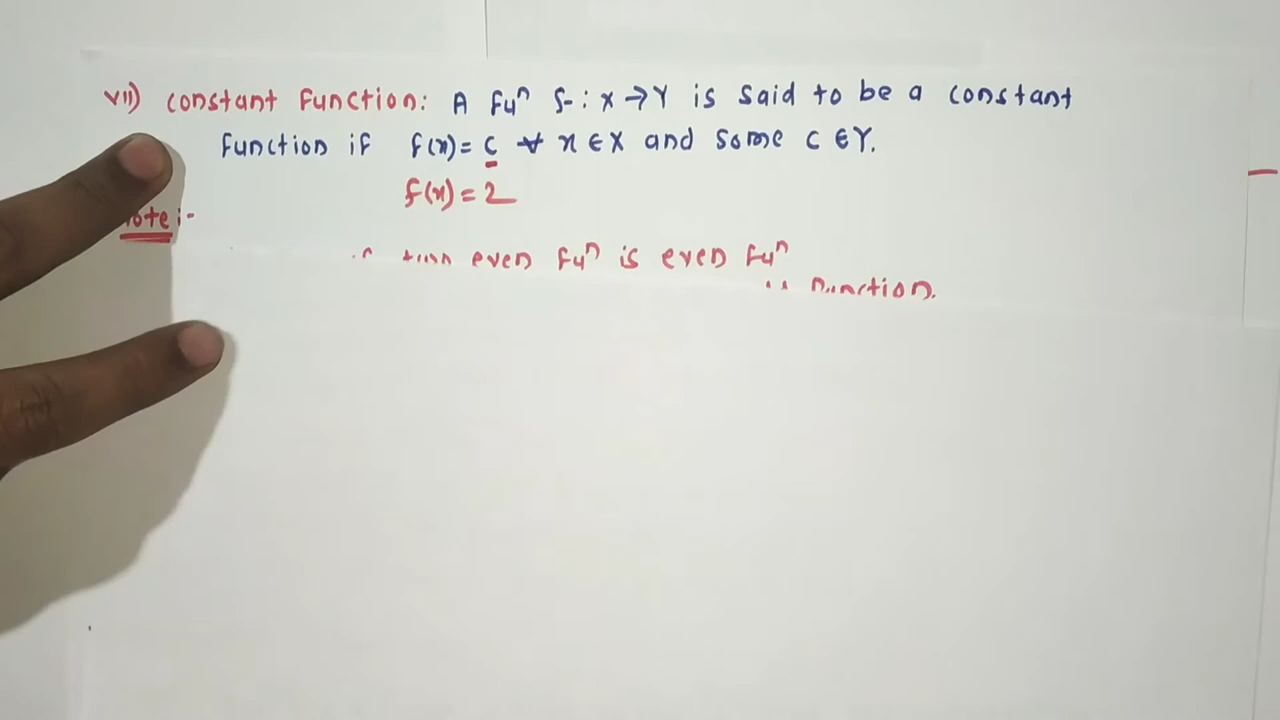 VII) Constant Function: A Fuⁿ f: X → Y is said to be a constant
Function if f(x) = c ∀ x ∈ X and some c ∈ Y.
f(x) = 2
Note:-
even Fuⁿ is even Fuⁿ